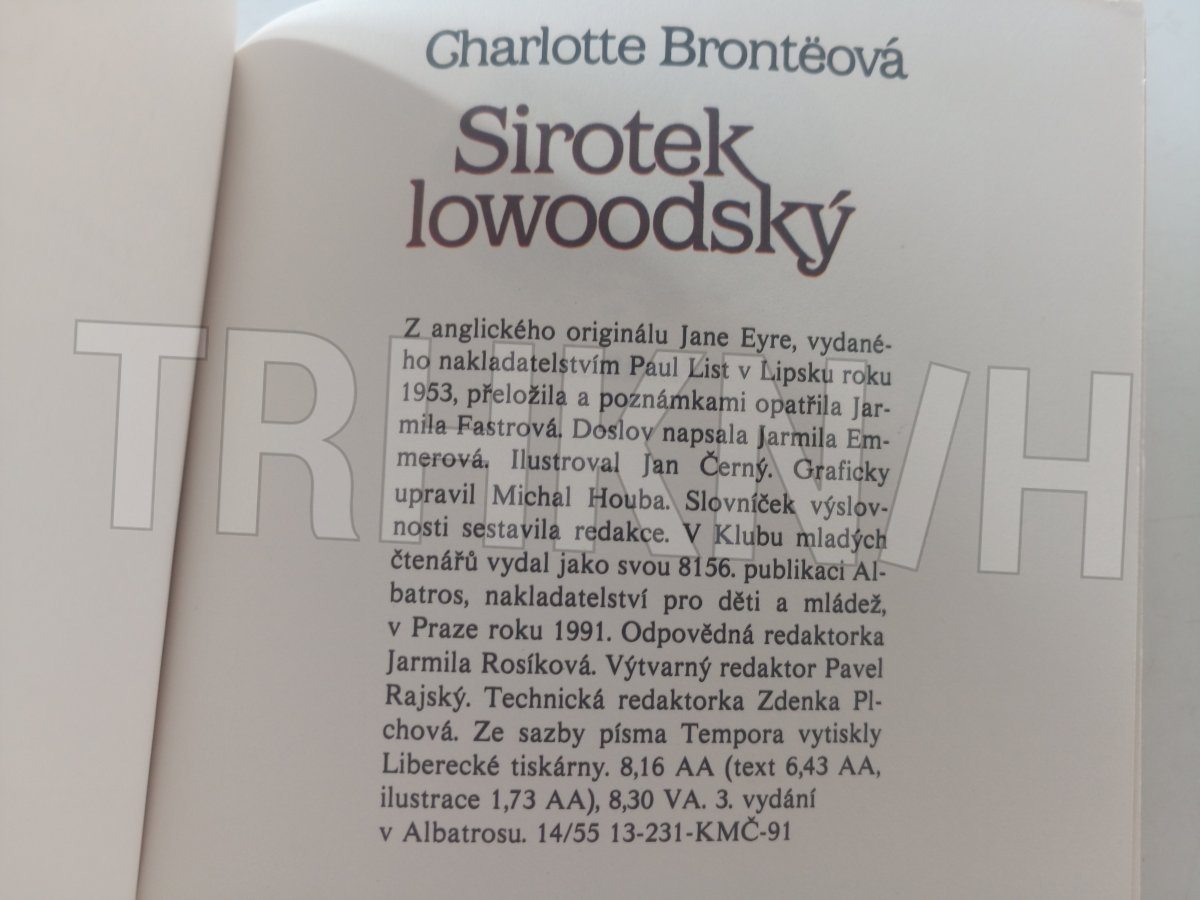 Charlotte Brontëová
Sirotek
lowoodský
Z anglického originálu Jane Eyre, vydané-
ho nakladatelstvím Paul List v Lipsku roku
1953, přeložila a poznámkami opatřila Jar-
mila Fastrová. Doslov napsala Jarmila Em-
merová. Ilustroval Jan Černý. Graficky
upravil Michal Houba. Slovníček výslov-
nosti sestavila redakce. V Klubu mladých
čtenářů vydal jako svou 8156. publikaci Al-
batros, nakladatelství pro děti a mládež,
v Praze roku 1991. Odpovědná redaktorka
Jarmila Rosíková. Výtvarný redaktor Pavel
Rajský. Technická redaktorka Zdenka Pl-
chová. Ze sazby písma Tempora vytiskly
Liberecké tiskárny. 8,16 AA (text 6,43 AA,
ilustrace 1,73 AA), 8,30 VA. 3. vydání
v Albatrosu. 14/55 13-231-KMČ-91
TRHKNIH